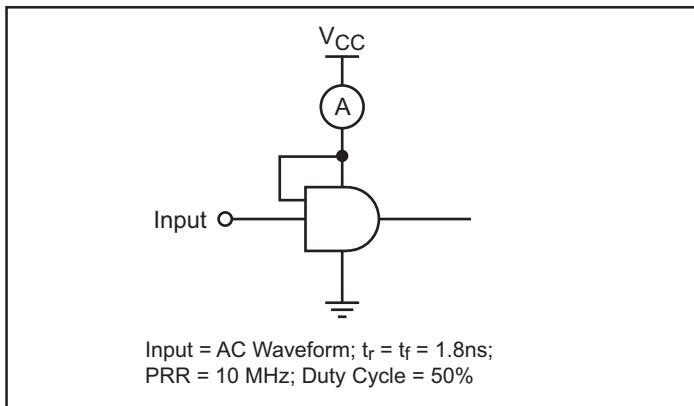 VCC
A
Input
Input = AC Waveform; tr = tf = 1.8ns;
PRR = 10 MHz; Duty Cycle = 50%